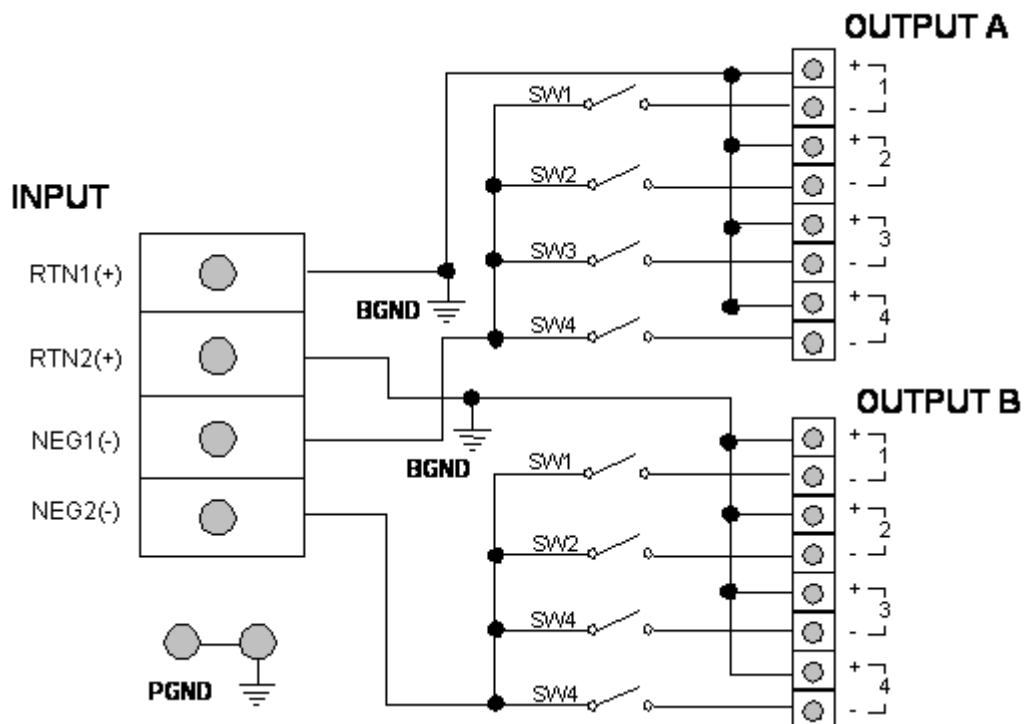 OUTPUT A
+
1
-
SW1
+
2
-
SW2
+
3
-
SW3
+
4
-
SW4
INPUT
RTN1(+)
BGND
RTN2(+)
NEG1(-)
BGND
NEG2(-)
PGND
OUTPUT B
+
1
-
SW1
+
2
-
SW2
+
3
-
SW4
+
4
-
SW4